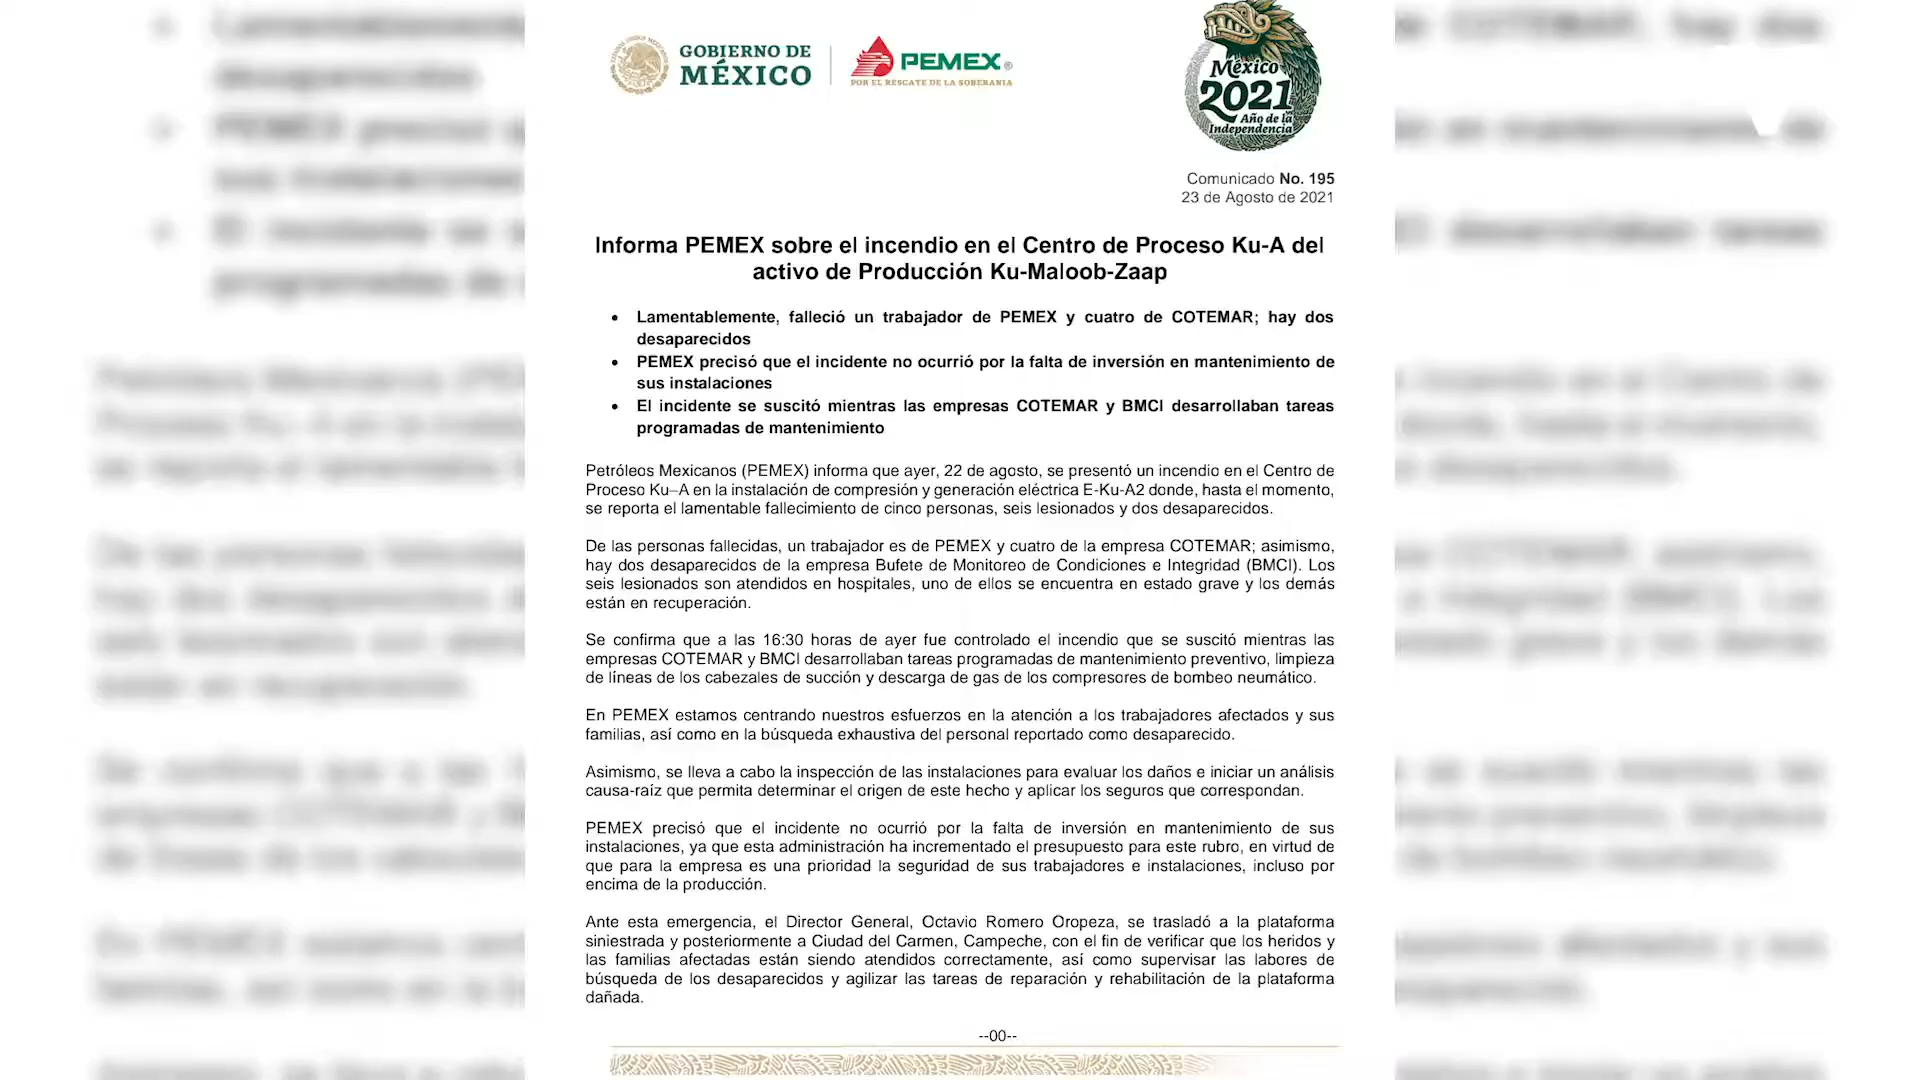 GOBIERNO DE
MÉXICO
PEMEX®
POR EL RESCATE DE LA SOBERANÍA
México
2021
Año de la
Independencia
Comunicado No. 195
23 de Agosto de 2021
Informa PEMEX sobre el incendio en el Centro de Proceso Ku-A del
activo de Producción Ku-Maloob-Zaap
• Lamentablemente, falleció un trabajador de PEMEX y cuatro de COTEMAR; hay dos
desaparecidos
• PEMEX precisó que el incidente no ocurrió por la falta de inversión en mantenimiento de
sus instalaciones
• El incidente se suscitó mientras las empresas COTEMAR y BMCI desarrollaban tareas
programadas de mantenimiento
Petróleos Mexicanos (PEMEX) informa que ayer, 22 de agosto, se presentó un incendio en el Centro de
Proceso Ku–A en la instalación de compresión y generación eléctrica E-Ku-A2 donde, hasta el momento,
se reporta el lamentable fallecimiento de cinco personas, seis lesionados y dos desaparecidos.
De las personas fallecidas, un trabajador es de PEMEX y cuatro de la empresa COTEMAR; asimismo,
hay dos desaparecidos de la empresa Bufete de Monitoreo de Condiciones e Integridad (BMCI). Los
seis lesionados son atendidos en hospitales, uno de ellos se encuentra en estado grave y los demás
están en recuperación.
Se confirma que a las 16:30 horas de ayer fue controlado el incendio que se suscitó mientras las
empresas COTEMAR y BMCI desarrollaban tareas programadas de mantenimiento preventivo, limpieza
de líneas de los cabezales de succión y descarga de gas de los compresores de bombeo neumático.
En PEMEX estamos centrando nuestros esfuerzos en la atención a los trabajadores afectados y sus
familias, así como en la búsqueda exhaustiva del personal reportado como desaparecido.
Asimismo, se lleva a cabo la inspección de las instalaciones para evaluar los daños e iniciar un análisis
causa-raíz que permita determinar el origen de este hecho y aplicar los seguros que correspondan.
PEMEX precisó que el incidente no ocurrió por la falta de inversión en mantenimiento de sus
instalaciones, ya que esta administración ha incrementado el presupuesto para este rubro, en virtud de
que para la empresa es una prioridad la seguridad de sus trabajadores e instalaciones, incluso por
encima de la producción.
Ante esta emergencia, el Director General, Octavio Romero Oropeza, se trasladó a la plataforma
siniestrada y posteriormente a Ciudad del Carmen, Campeche, con el fin de verificar que los heridos y
las familias afectadas están siendo atendidos correctamente, así como supervisar las labores de
búsqueda de los desaparecidos y agilizar las tareas de reparación y rehabilitación de la plataforma
dañada.
--00--